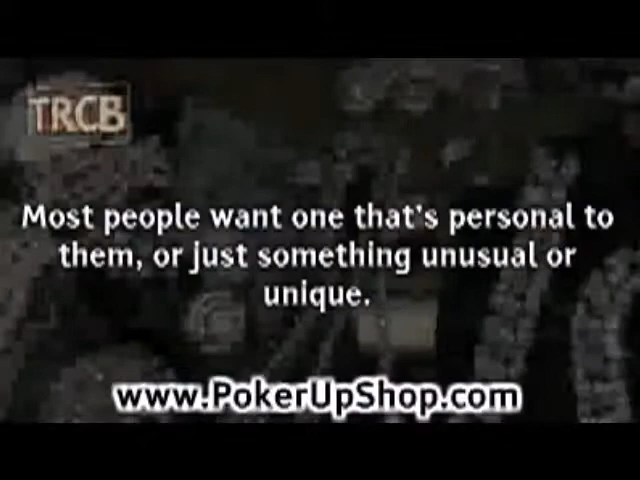 TRCB
Most people want one that's personal to
them, or just something unusual or
unique.
www.PokerUpShop.com